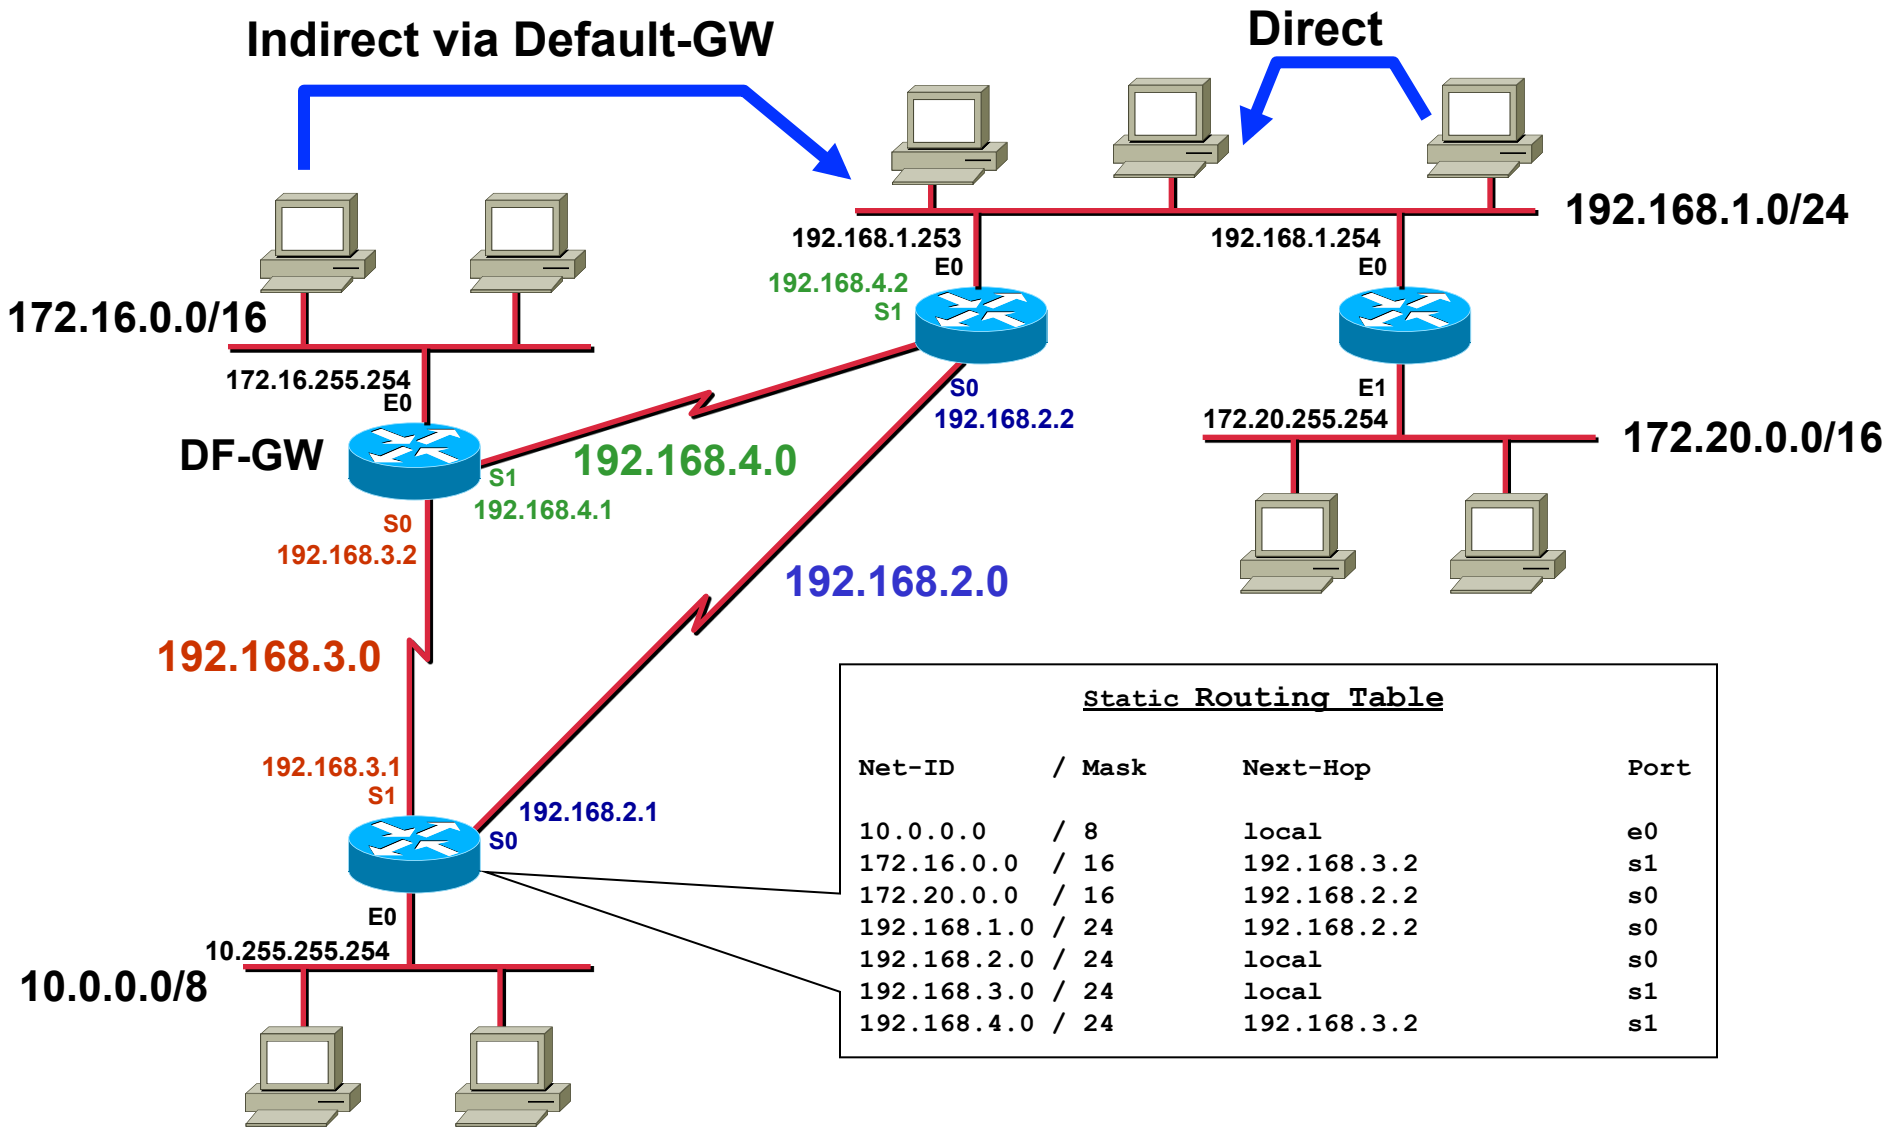 Indirect via Default-GW
Direct
192.168.1.0/24
192.168.1.253
E0
192.168.1.254
E0
192.168.4.2
S1
172.16.0.0/16
172.16.255.254
E0
S0
192.168.2.2
E1
172.20.255.254
172.20.0.0/16
DF-GW
S1
192.168.4.1
192.168.4.0
S0
192.168.3.2
192.168.2.0
192.168.3.0
192.168.3.1
S1
192.168.2.1
S0
E0
10.255.255.254
10.0.0.0/8
Static Routing Table
Net-ID / Mask Next-Hop Port
10.0.0.0 / 8 local e0
172.16.0.0 / 16 192.168.3.2 s1
172.20.0.0 / 16 192.168.2.2 s0
192.168.1.0 / 24 192.168.2.2 s0
192.168.2.0 / 24 local s0
192.168.3.0 / 24 local s1
192.168.4.0 / 24 192.168.3.2 s1